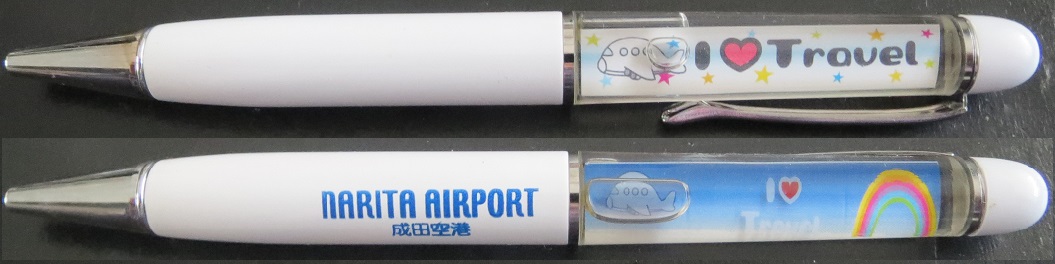 I ❤ Travel
NARITA AIRPORT
成田空港
I ❤
Travel